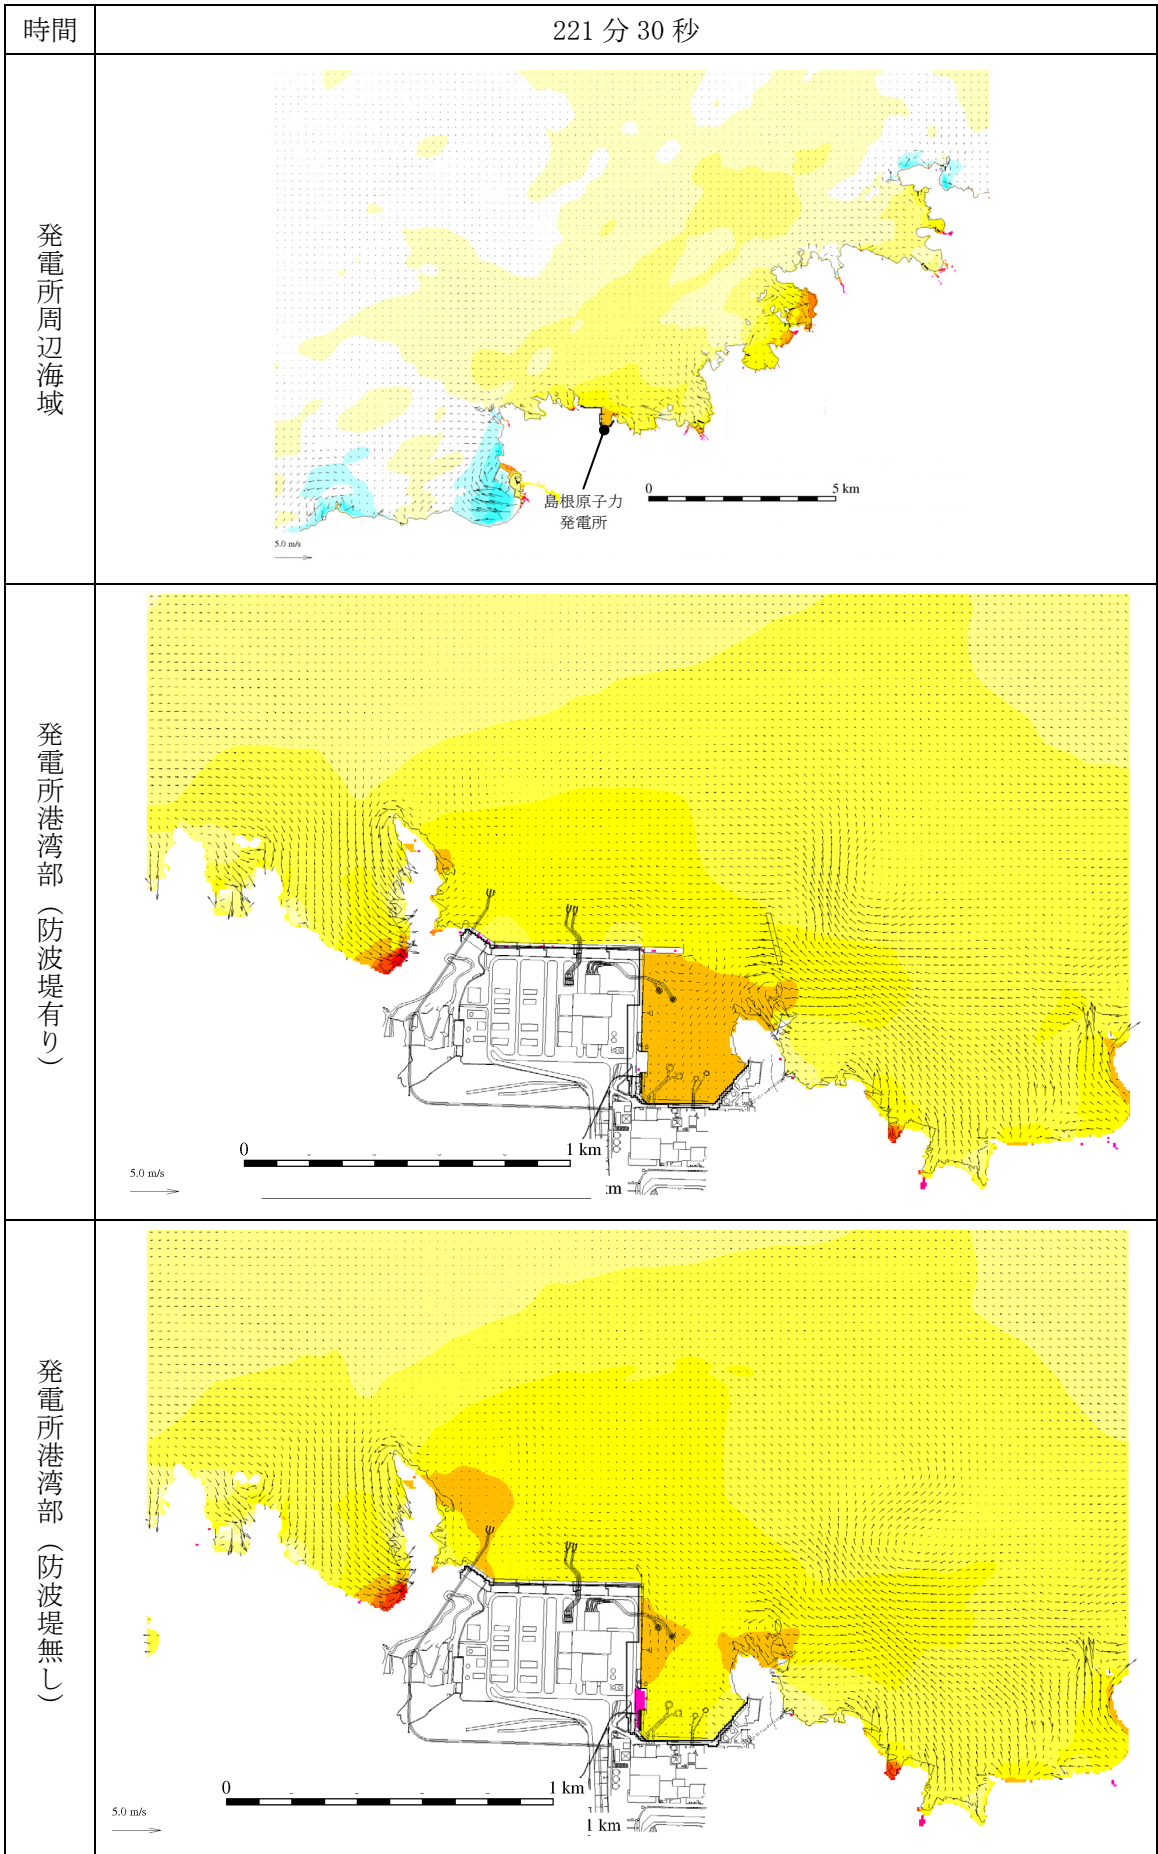 時間
221 分 30 秒
発電所周辺海域
島根原子力
発電所
0
5 km
5.0 m/s
発電所港湾部（防波堤有り）
0
1 km
5.0 m/s
km
発電所港湾部（防波堤無し）
0
1 km
5.0 m/s
1 km